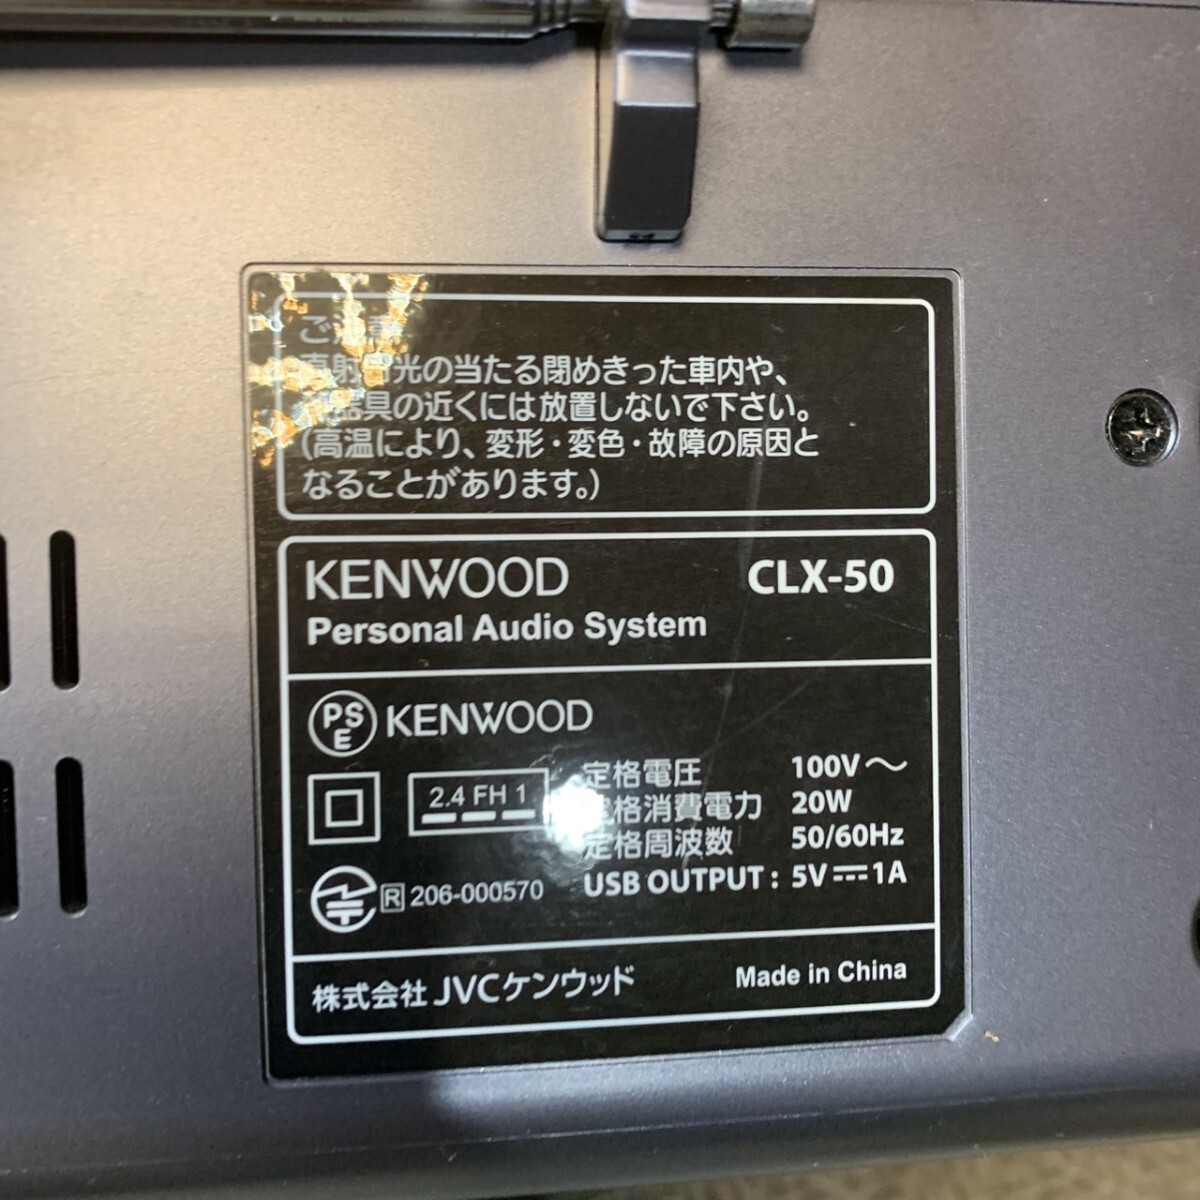 ご注意
直射日光の当たる閉めきった車内や、
器具の近くには放置しないで下さい。
(高温により、変形・変色・故障の原因と
なることがあります。)
KENWOOD CLX-50
Personal Audio System
PSE KENWOOD
2.4 FH 1
定格電圧 100V～
定格消費電力 20W
定格周波数 50/60Hz
USB OUTPUT : 5V⎓1A
R 206-000570
株式会社 JVCケンウッド Made in China